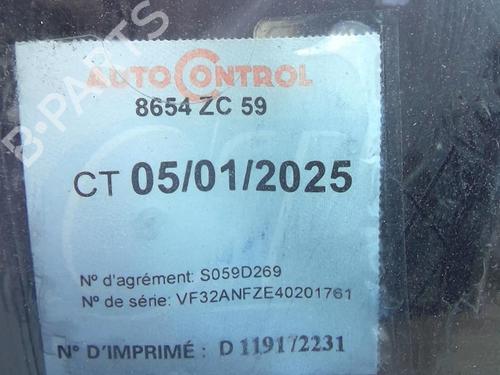 B-PARTS
AUTOCONTROL
8654 ZC 59
CT 05/01/2025
N° d'agrément: S059D269
N° de série: VF32ANFZE40201761
N° D'IMPRIMÉ : D 119172231